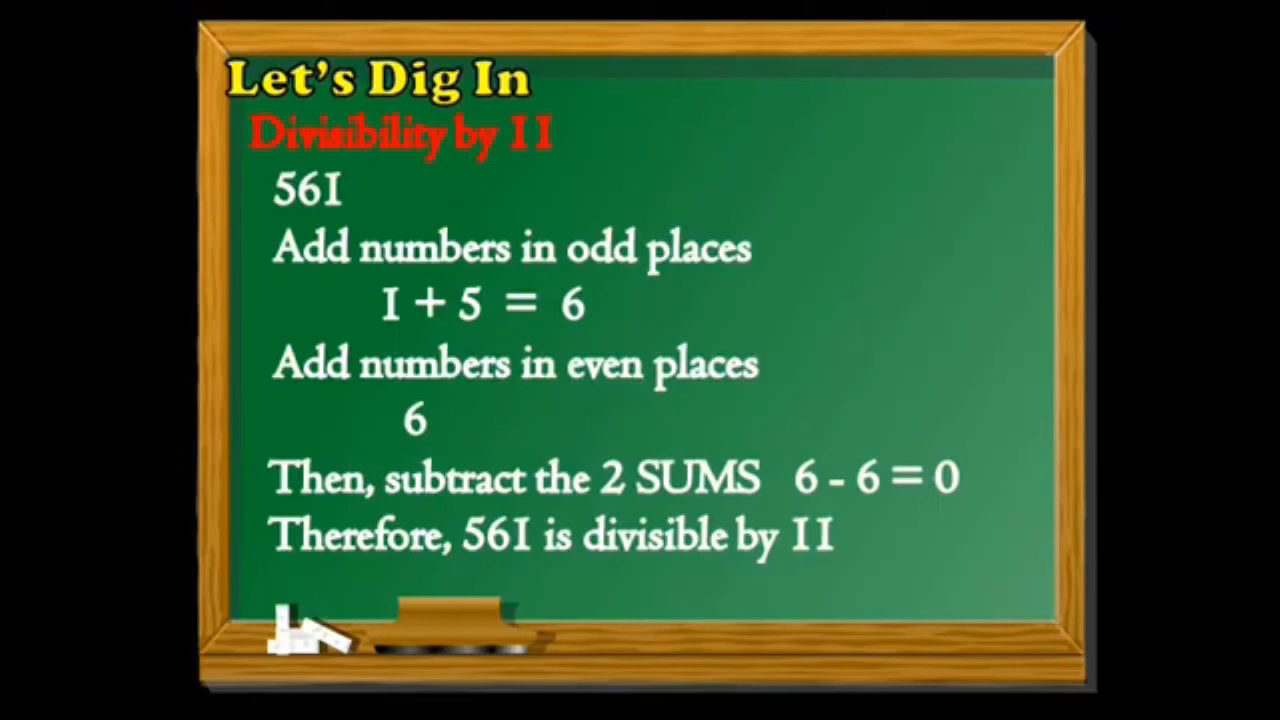 Let's Dig In
Divisibility by 11
561
Add numbers in odd places
1 + 5 = 6
Add numbers in even places
6
Then, subtract the 2 SUMS 6 - 6 = 0
Therefore, 561 is divisible by 11